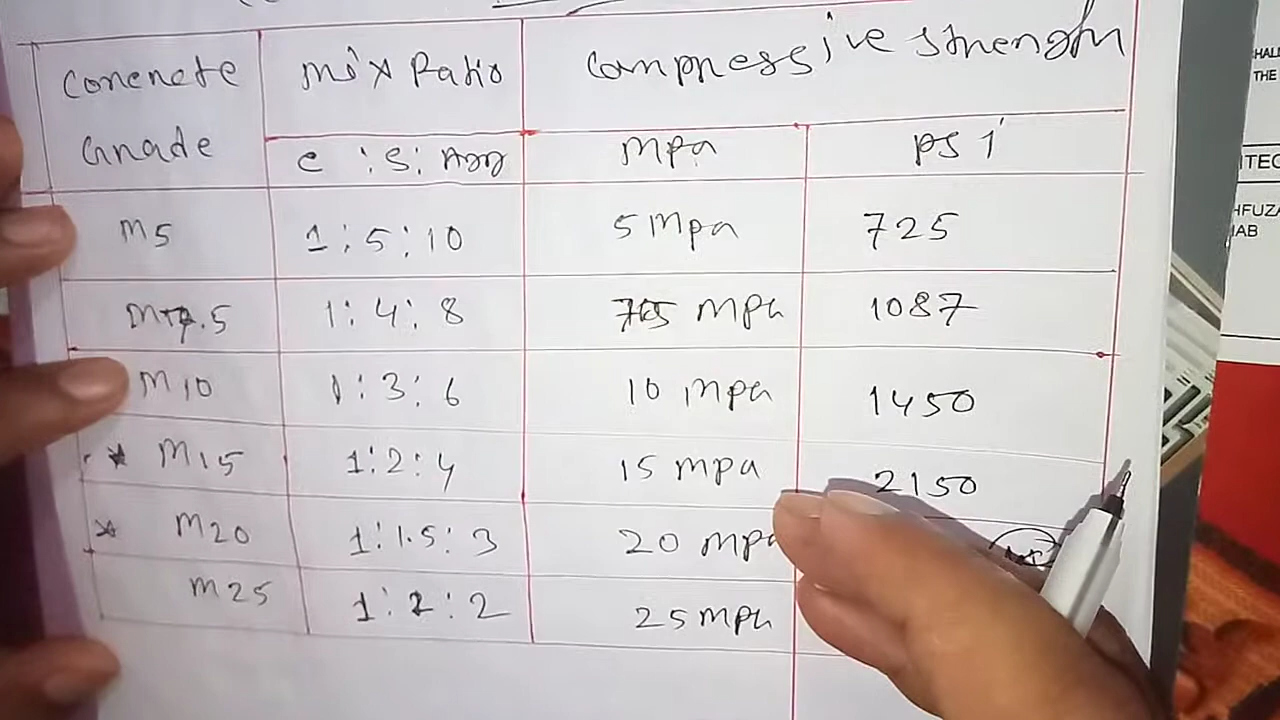 Concrete Grade
Mix Ratio
Compressive Strength
C : S : Agg
Mpa
PSi
M5 1 : 5 : 10 5 Mpa 725
M7.5 1 : 4 : 8 7.5 Mpa 1087
M10 1 : 3 : 6 10 Mpa 1450
* M15 1 : 2 : 4 15 Mpa 2150
* M20 1 : 1.5 : 3 20 Mpa
M25 1 : 1 : 2 25 Mpa
THE